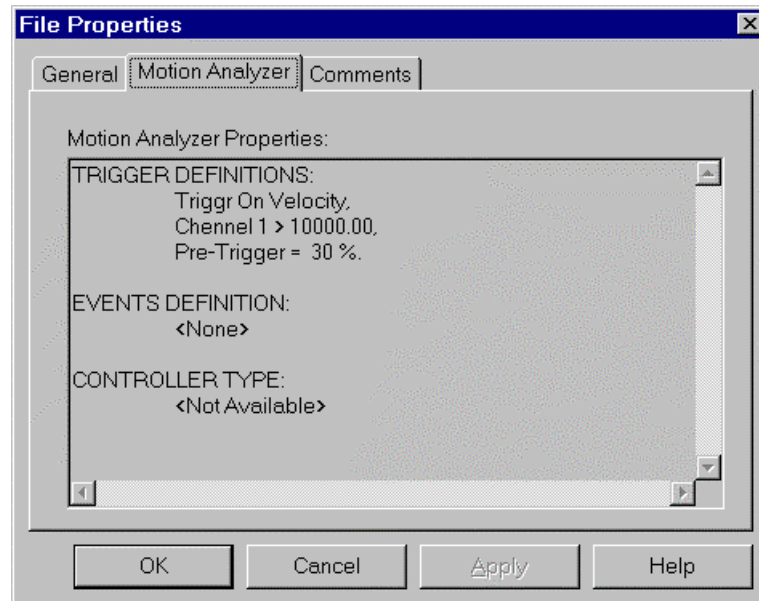 File Properties
General Motion Analyzer Comments
Motion Analyzer Properties:
TRIGGER DEFINITIONS:
Triggr On Velocity,
Chennel 1 > 10000.00,
Pre-Trigger = 30 %.
EVENTS DEFINITION:
<None>
CONTROLLER TYPE:
<Not Available>
OK Cancel Apply Help